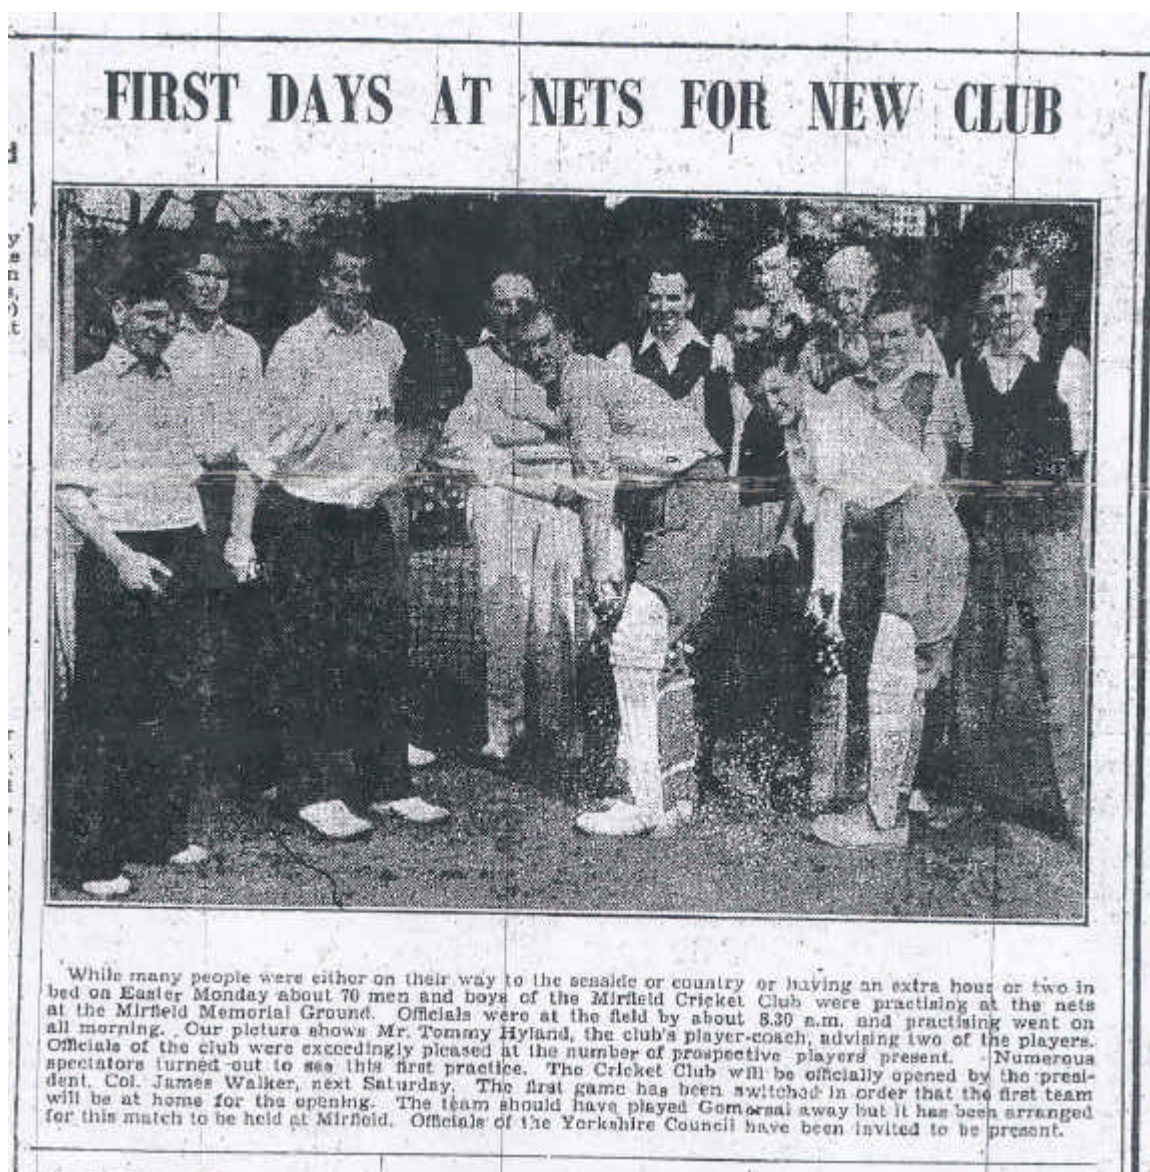 FIRST DAYS AT NETS FOR NEW CLUB
While many people were either on their way to the seaside or country or having an extra hour or two in
bed on Easter Monday about 70 men and boys of the Mirfield Cricket Club were practising at the nets
at the Mirfield Memorial Ground. Officials were at the field by about 8.30 a.m. and practising went on
all morning. Our picture shows Mr. Tommy Hyland, the club's player-coach, advising two of the players.
Officials of the club were exceedingly pleased at the number of prospective players present. Numerous
spectators turned out to see this first practice. The Cricket Club will be officially opened by the presi-
dent, Col. James Walker, next Saturday. The first game has been switched in order that the first team
will be at home for the opening. The team should have played Gomersal away but it has been arranged
for this match to be held at Mirfield. Officials of the Yorkshire Council have been invited to be present.